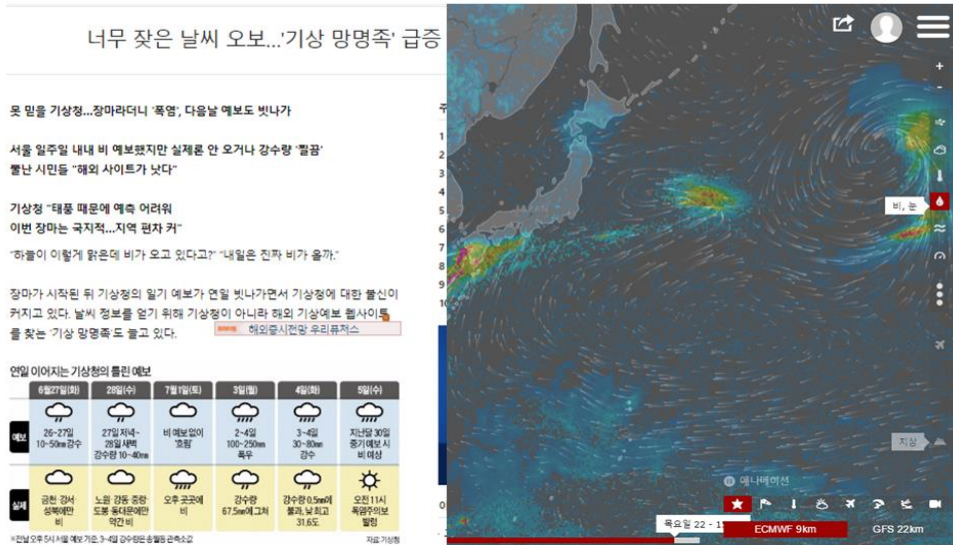 너무 잦은 날씨 오보...'기상 망명족' 급증
못 믿을 기상청...장마라더니 '폭염', 다음날 예보도 빗나가
서울 일주일 내내 비 예보했지만 실제론 안 오거나 강수량 '찔끔'
뿔난 시민들 "해외 사이트가 낫다"
기상청 "태풍 때문에 예측 어려워
이번 장마는 국지적...지역 편차 커"
"하늘이 이렇게 맑은데 비가 오고 있다고?" "내일은 진짜 비가 올까."
장마가 시작된 뒤 기상청의 일기 예보가 연일 빗나가면서 기상청에 대한 불신이
커지고 있다. 날씨 정보를 얻기 위해 기상청이 아니라 해외 기상예보 웹사이트
를 찾는 '기상 망명족'도 늘고 있다.
해외증시전망 우리퓨처스
연일 이어지는 기상청의 틀린 예보
6월27일(화) 28일(수) 7월1일(토) 3일(월) 4일(화) 5일(수)
예보
26~27일 10~50㎜ 강수
27일 저녁~ 28일 새벽 강수량 10~40㎜
비 예보 없이 '흐림'
2~4일 100~250㎜ 폭우
3~4일 30~80㎜ 강수
지난달 30일 중기 예보 시 비 예상
실제
금천·강서· 성북에만 비
노원·강동·중랑· 도봉·동대문에만 약간 비
오후 곳곳에 비
강수량 67.5㎜에 그쳐
강수량 0.5㎜에 불과, 낮 최고 31.6도
오전 11시 폭염주의보 발령
※전날 오후 5시 서울 예보 기준, 3~4일 강수량은 송월동 관측소값
자료:기상청
주
1
2
3
4
5
6
7
8
9
0
JAPAN
+
-
비, 눈
지상
애니메이션
목요일 22 - 1
ECMWF 9km
GFS 22km